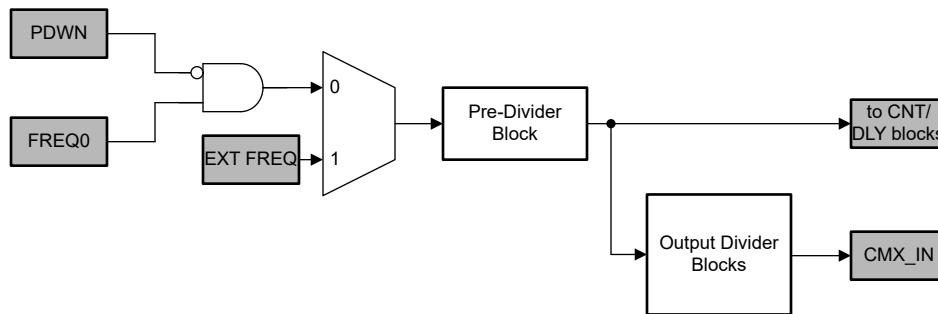 PDWN
FREQ0
EXT FREQ
0
1
Pre-Divider
Block
to CNT/
DLY blocks
Output Divider
Blocks
CMX_IN